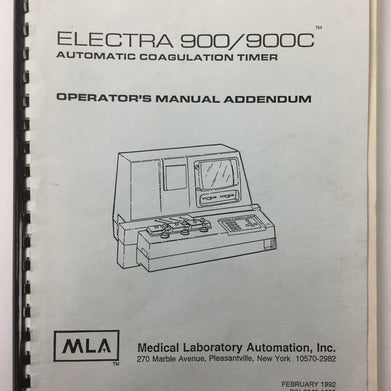 ELECTRA 900/900C™
AUTOMATIC COAGULATION TIMER
OPERATOR'S MANUAL ADDENDUM
MLA™
Medical Laboratory Automation, Inc.
270 Marble Avenue, Pleasantville, New York 10570-2982
FEBRUARY 1992